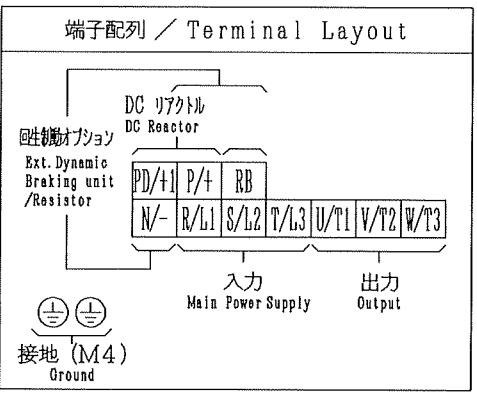 端子配列 / Terminal Layout
DC リアクトル
DC Reactor
回生制動オプション
Ext. Dynamic
Braking unit
/Resistor
PD/+1 P/+ RB
N/- R/L1 S/L2 T/L3 U/T1 V/T2 W/T3
入力
Main Power Supply
出力
Output
接地 (M4)
Ground